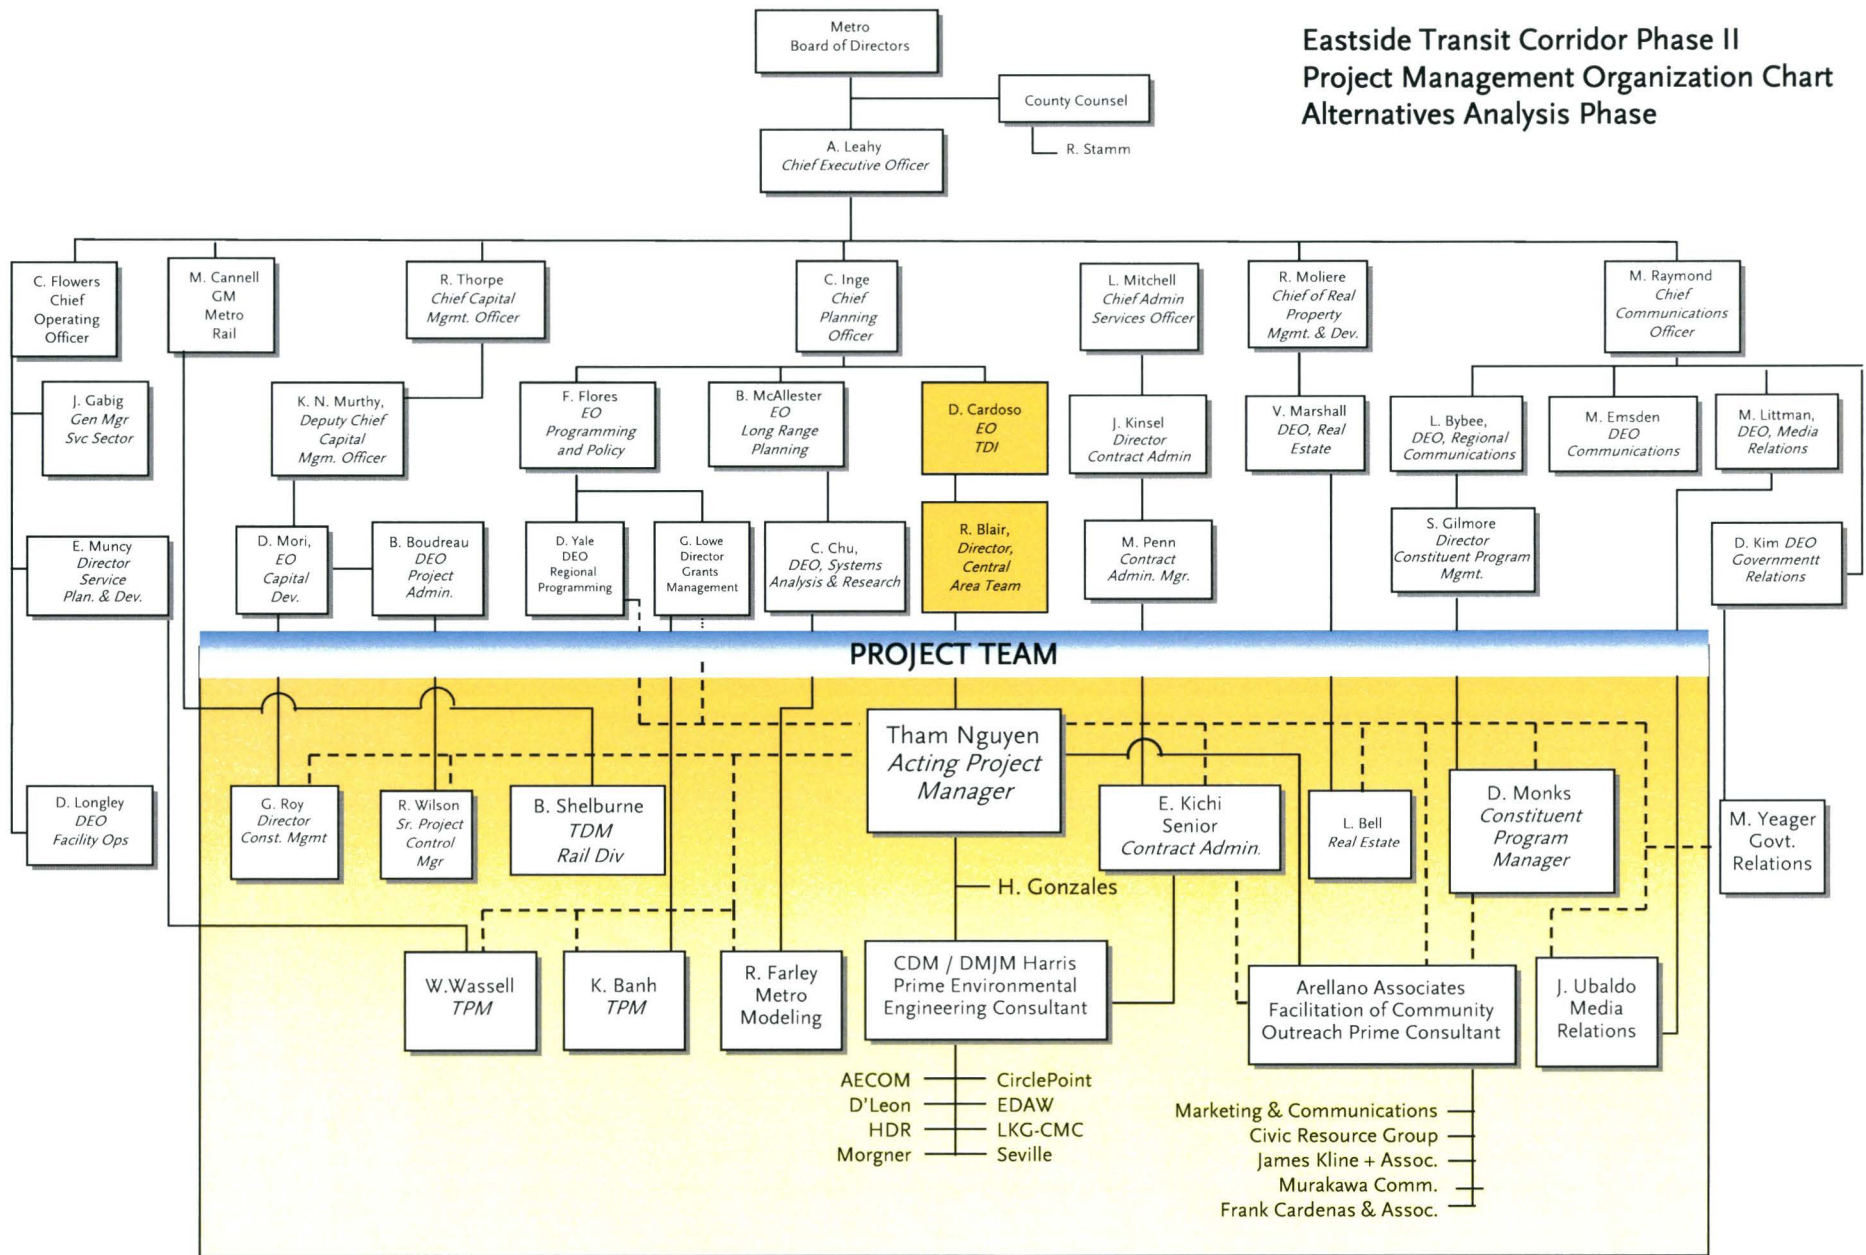 Metro
Board of Directors
Eastside Transit Corridor Phase II
Project Management Organization Chart
Alternatives Analysis Phase
County Counsel
R. Stamm
A. Leahy
Chief Executive Officer
C. Flowers
Chief
Operating
Officer
M. Cannell
GM
Metro
Rail
R. Thorpe
Chief Capital
Mgmt. Officer
C. Inge
Chief
Planning
Officer
L. Mitchell
Chief Admin
Services Officer
R. Moliere
Chief of Real
Property
Mgmt. & Dev.
M. Raymond
Chief
Communications
Officer
J. Gabig
Gen Mgr
Svc Sector
K. N. Murthy,
Deputy Chief
Capital
Mgm. Officer
F. Flores
EO
Programming
and Policy
B. McAllester
EO
Long Range
Planning
D. Cardoso
EO
TDI
J. Kinsel
Director
Contract Admin
V. Marshall
DEO, Real
Estate
L. Bybee,
DEO, Regional
Communications
M. Emsden
DEO
Communications
M. Littman,
DEO, Media
Relations
E. Muncy
Director
Service
Plan. & Dev.
D. Mori,
EO
Capital
Dev.
B. Boudreau
DEO
Project
Admin.
D. Yale
DEO
Regional
Programming
G. Lowe
Director
Grants
Management
C. Chu,
DEO, Systems
Analysis & Research
R. Blair,
Director,
Central
Area Team
M. Penn
Contract
Admin. Mgr.
S. Gilmore
Director
Constituent Program
Mgmt.
D. Kim DEO
Governmentt
Relations
PROJECT TEAM
D. Longley
DEO
Facility Ops
G. Roy
Director
Const. Mgmt
R. Wilson
Sr. Project
Control
Mgr
B. Shelburne
TDM
Rail Div
Tham Nguyen
Acting Project
Manager
E. Kichi
Senior
Contract Admin.
L. Bell
Real Estate
D. Monks
Constituent
Program
Manager
M. Yeager
Govt.
Relations
H. Gonzales
W.Wassell
TPM
K. Banh
TPM
R. Farley
Metro
Modeling
CDM / DMJM Harris
Prime Environmental
Engineering Consultant
Arellano Associates
Facilitation of Community
Outreach Prime Consultant
J. Ubaldo
Media
Relations
AECOM
CirclePoint
D'Leon
EDAW
HDR
LKG-CMC
Morgner
Seville
Marketing & Communications
Civic Resource Group
James Kline + Assoc.
Murakawa Comm.
Frank Cardenas & Assoc.